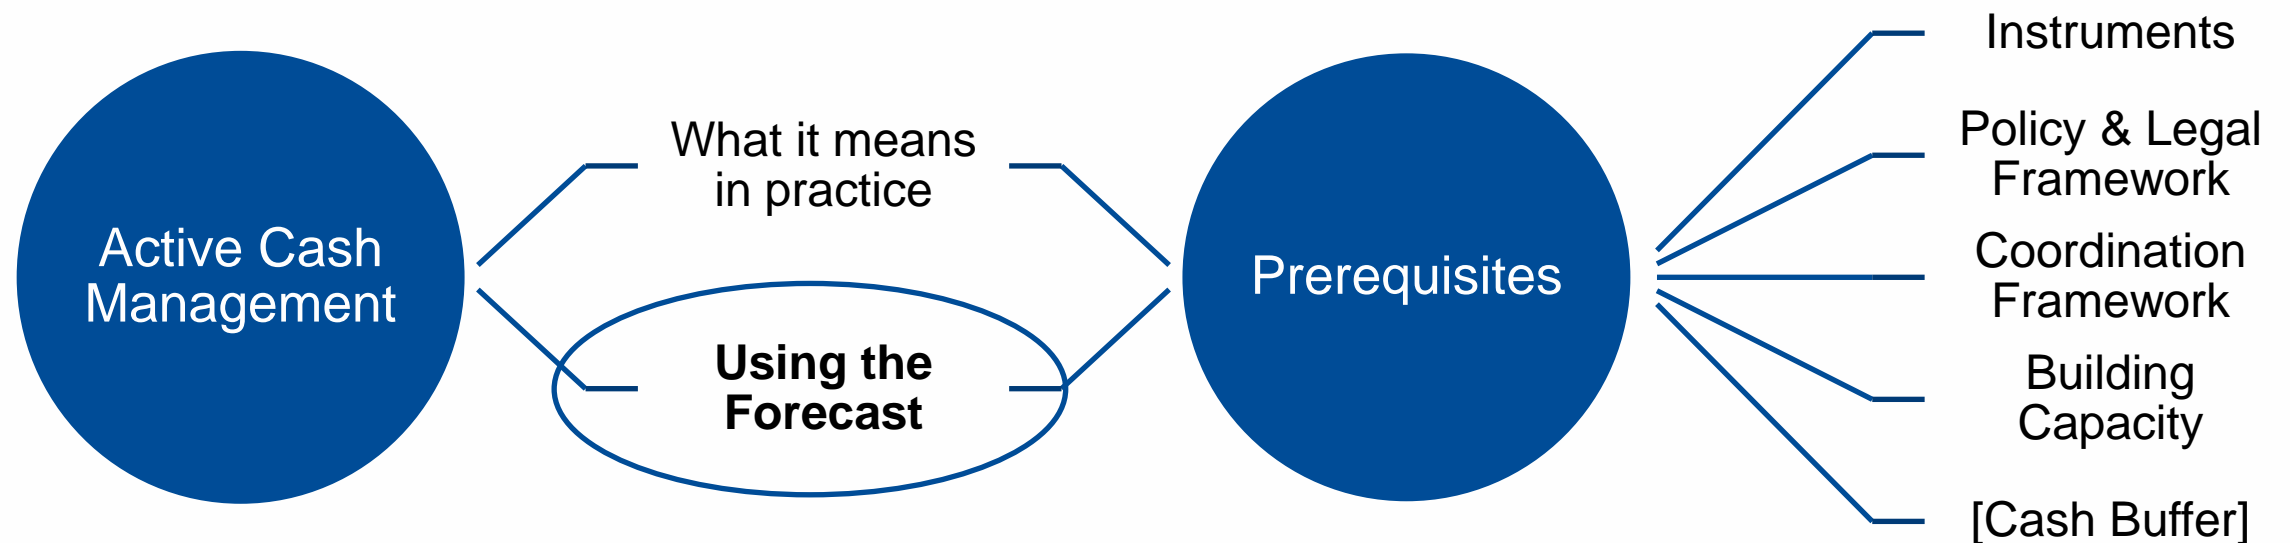 Active Cash
Management
What it means
in practice
Using the
Forecast
Prerequisites
Instruments
Policy & Legal
Framework
Coordination
Framework
Building
Capacity
[Cash Buffer]